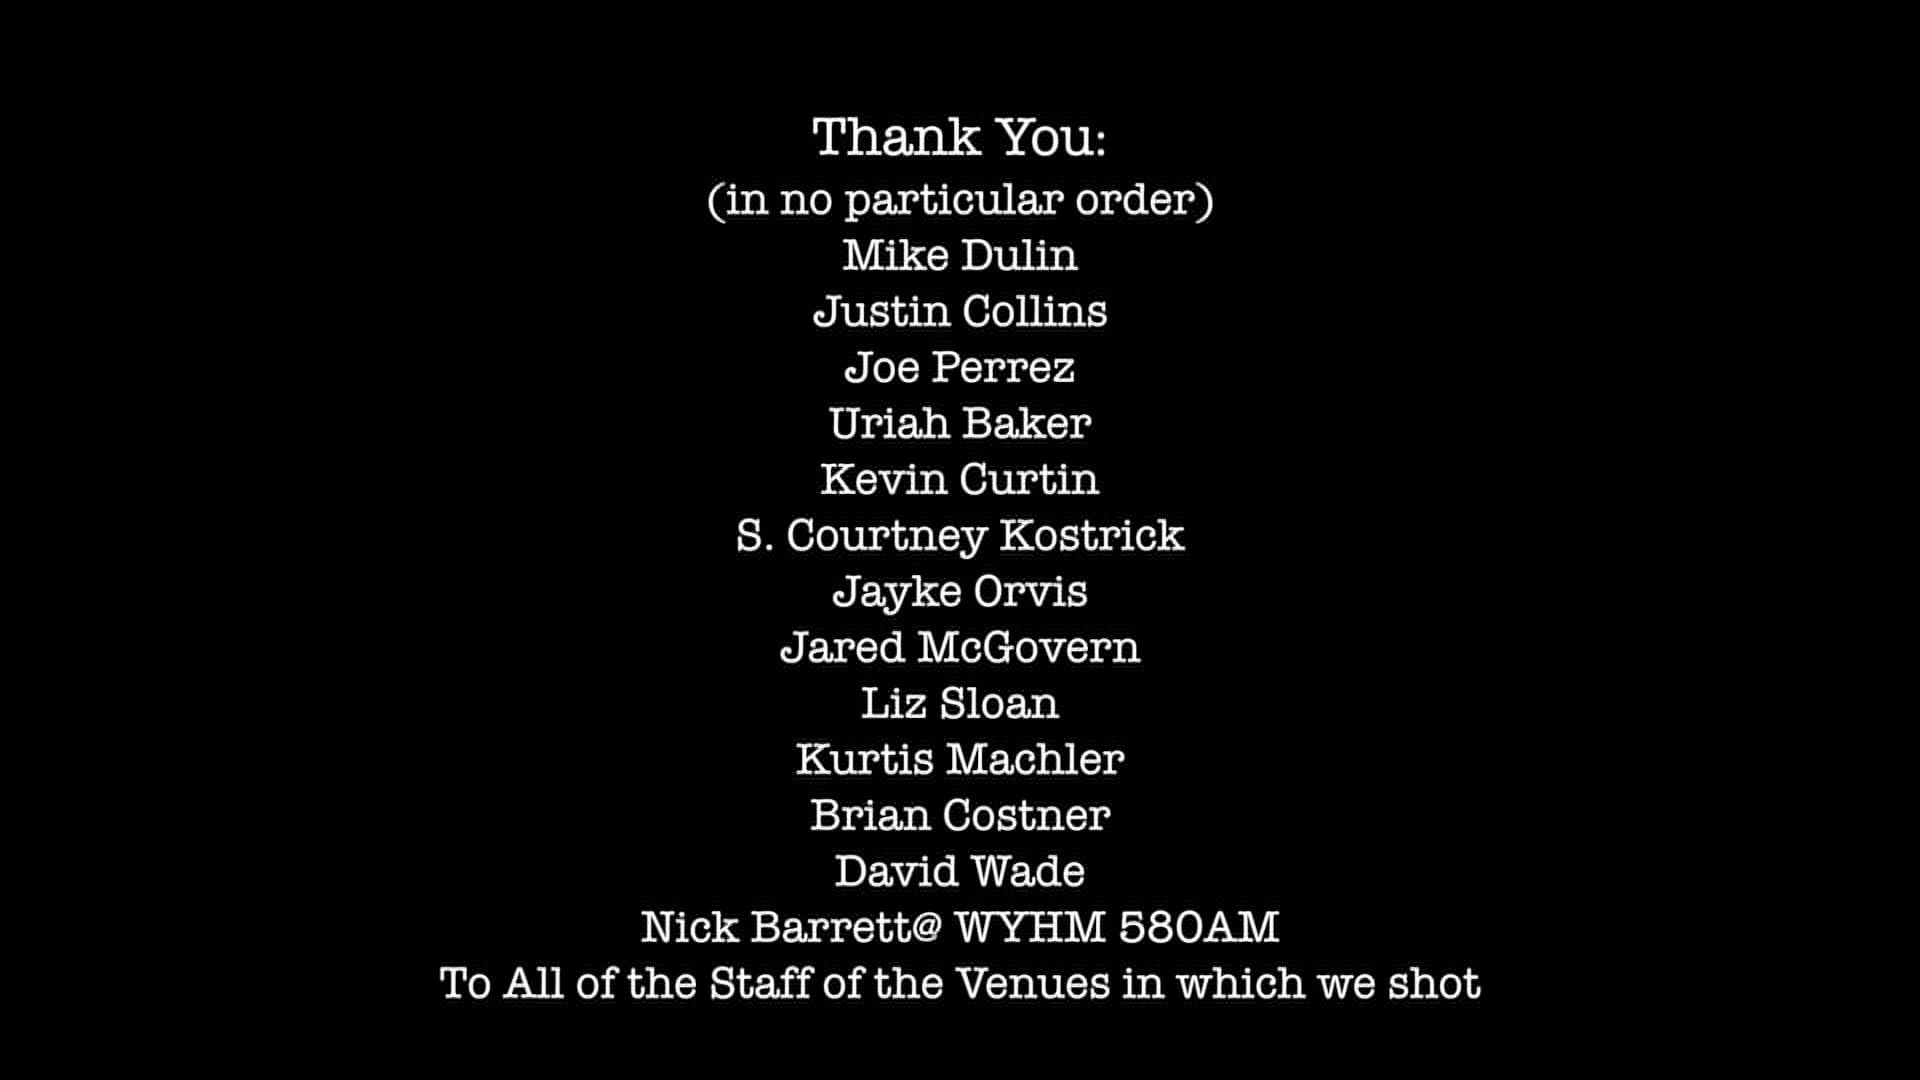 Thank You:
(in no particular order)
Mike Dulin
Justin Collins
Joe Perrez
Uriah Baker
Kevin Curtin
S. Courtney Kostrick
Jayke Orvis
Jared McGovern
Liz Sloan
Kurtis Machler
Brian Costner
David Wade
Nick Barrett@ WYHM 580AM
To All of the Staff of the Venues in which we shot